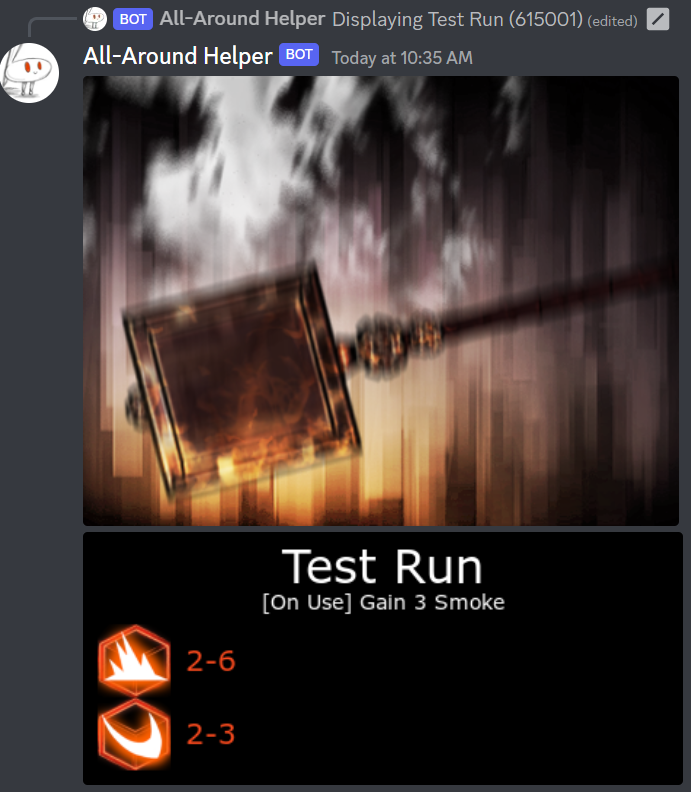 BOT All-Around Helper Displaying Test Run (615001) (edited)
All-Around Helper BOT Today at 10:35 AM
Test Run
[On Use] Gain 3 Smoke
2-6
2-3